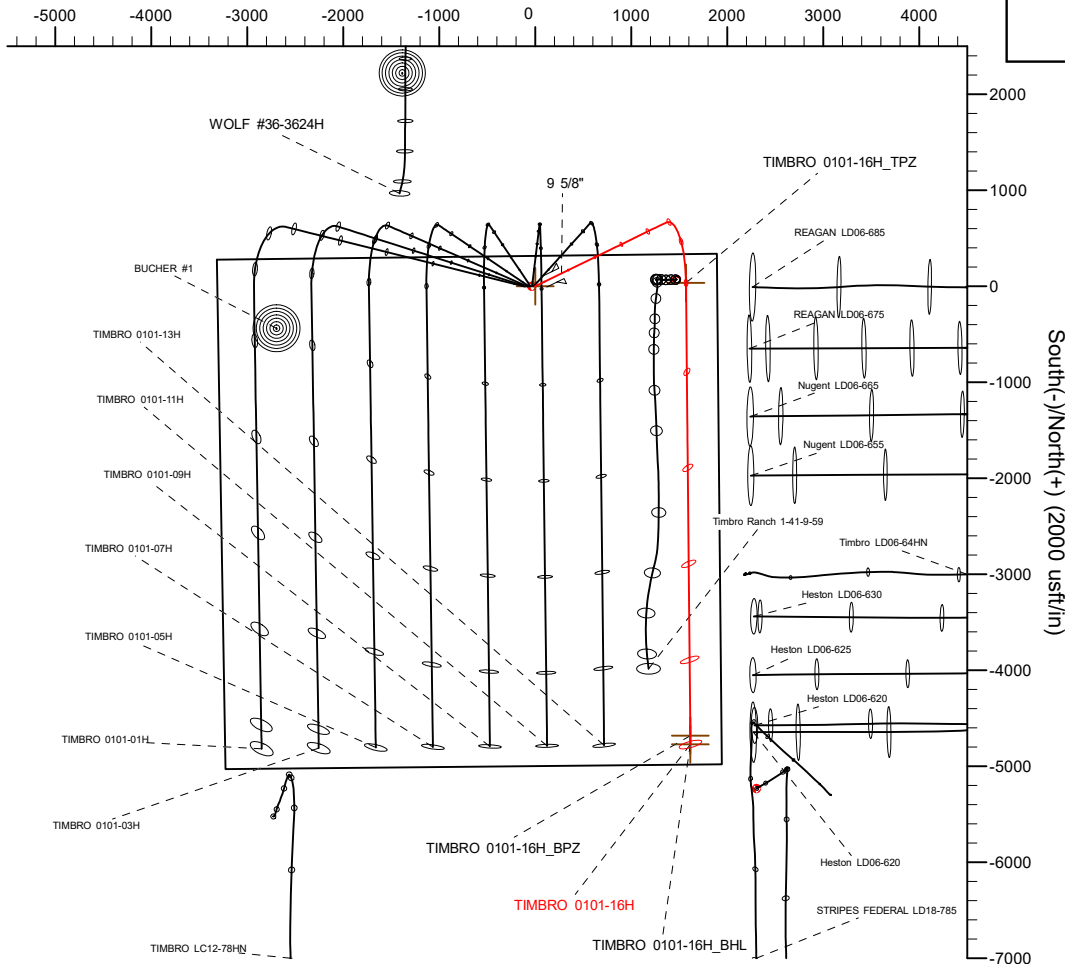 -5000 -4000 -3000 -2000 -1000 0 1000 2000 3000 4000
2000
WOLF #36-3624H
TIMBRO 0101-16H_TPZ
9 5/8"
1000
REAGAN LD06-685
BUCHER #1
0
REAGAN LD06-675
TIMBRO 0101-13H
-1000
Nugent LD06-665
TIMBRO 0101-11H
Nugent LD06-655
TIMBRO 0101-09H
-2000
Timbro Ranch 1-41-9-59
Timbro LD06-64HN
TIMBRO 0101-07H
-3000
Heston LD06-630
TIMBRO 0101-05H
Heston LD06-625
-4000
Heston LD06-620
TIMBRO 0101-01H
-5000
TIMBRO 0101-03H
TIMBRO 0101-16H_BPZ
Heston LD06-620
-6000
TIMBRO 0101-16H
STRIPES FEDERAL LD18-785
TIMBRO LC12-78HN
TIMBRO 0101-16H_BHL
-7000
South(-)/North(+) (2000 usft/in)